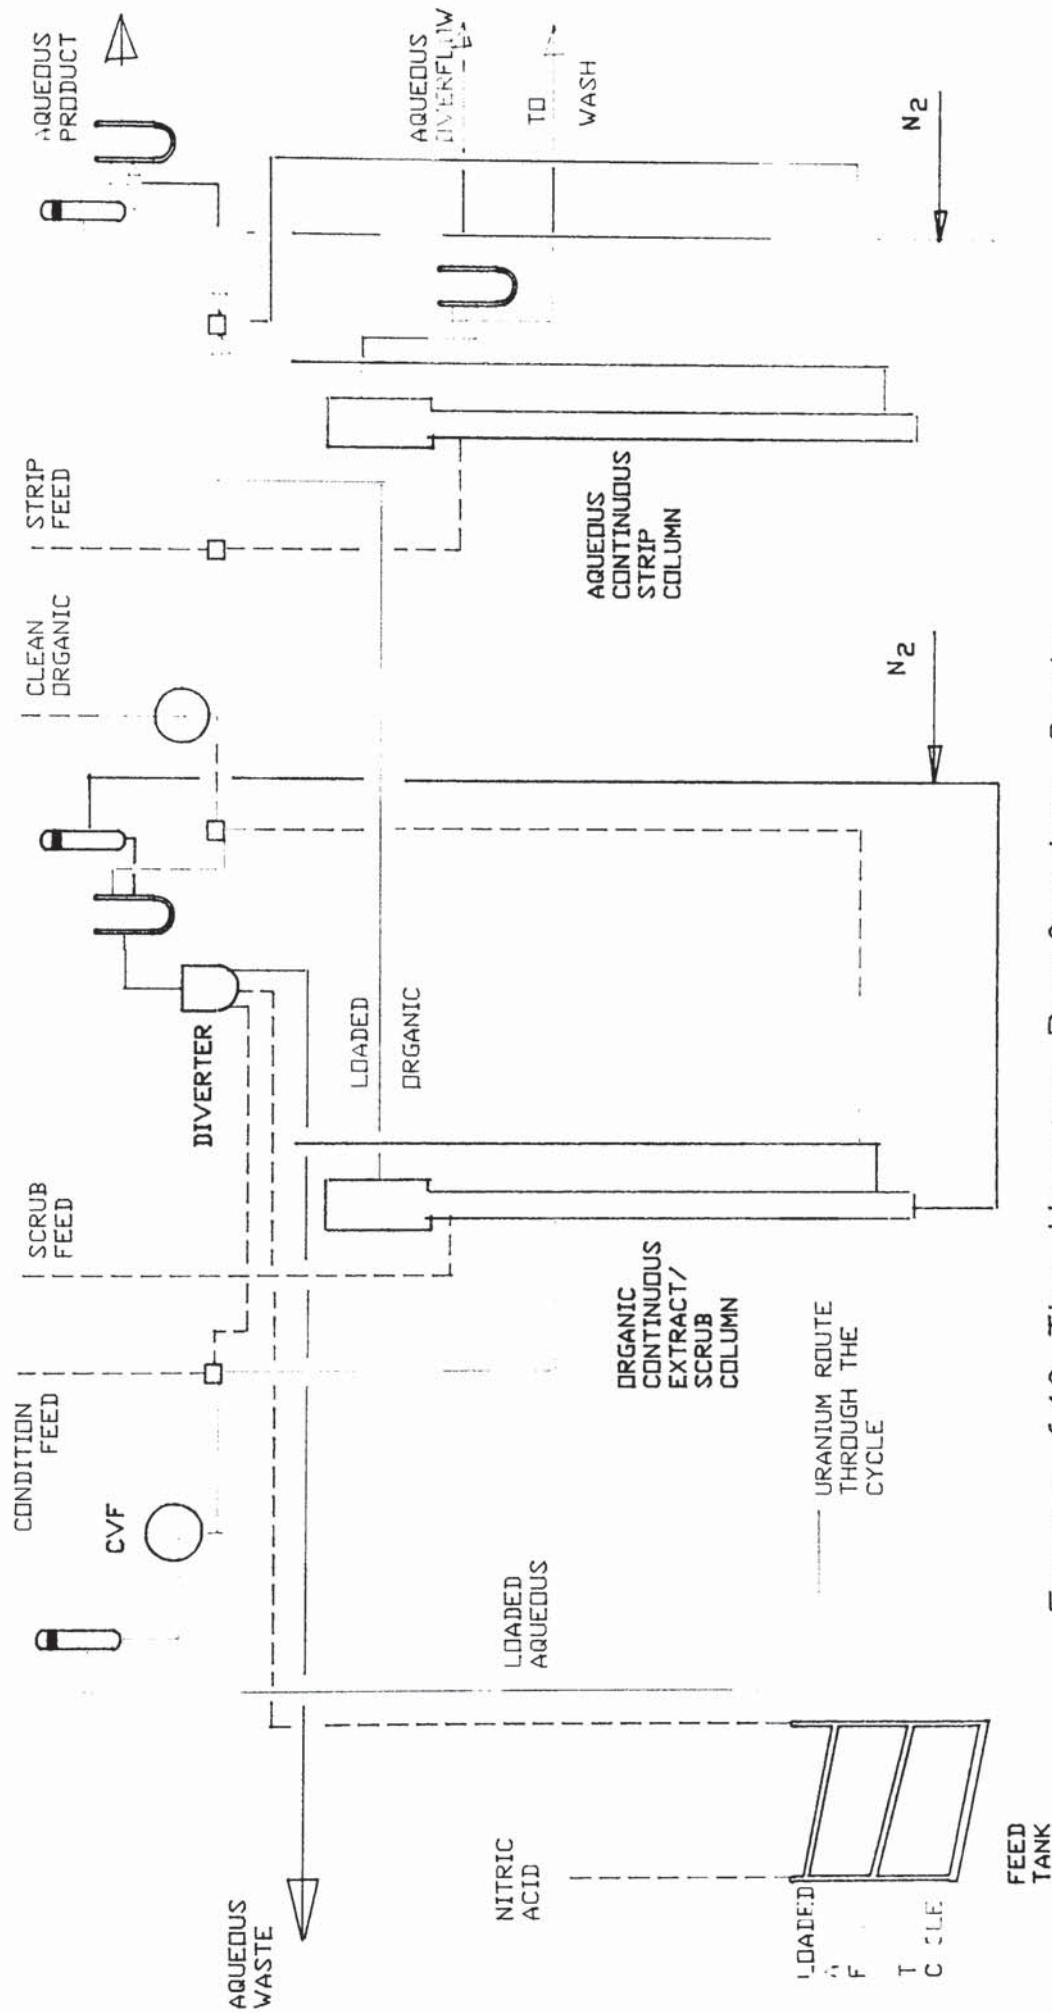 CONDITION
FEED
SCRUB
FEED
CLEAN
ORGANIC
STRIP
FEED
AQUEOUS
PRODUCT
CVF
DIVERTER
AQUEOUS
WASTE
LOADED
ORGANIC
AQUEOUS
OVERFLOW
TO
WASH
NITRIC
ACID
LOADED
AQUEOUS
ORGANIC
CONTINUOUS
EXTRACT/
SCRUB
COLUMN
AQUEOUS
CONTINUOUS
STRIP
COLUMN
N2
N2
URANIUM ROUTE
THROUGH THE
CYCLE
LOADED
FEED
TANK